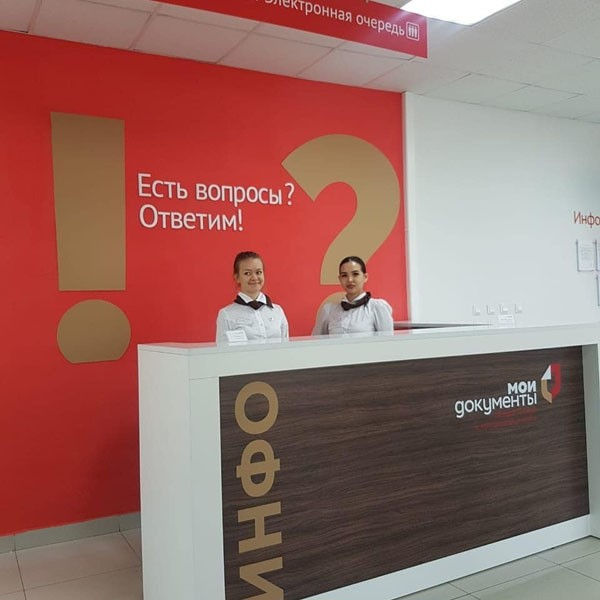 Электронная очередь
!
Есть вопросы?
Ответим!
?
Инфо
мои
документы
ИНФО